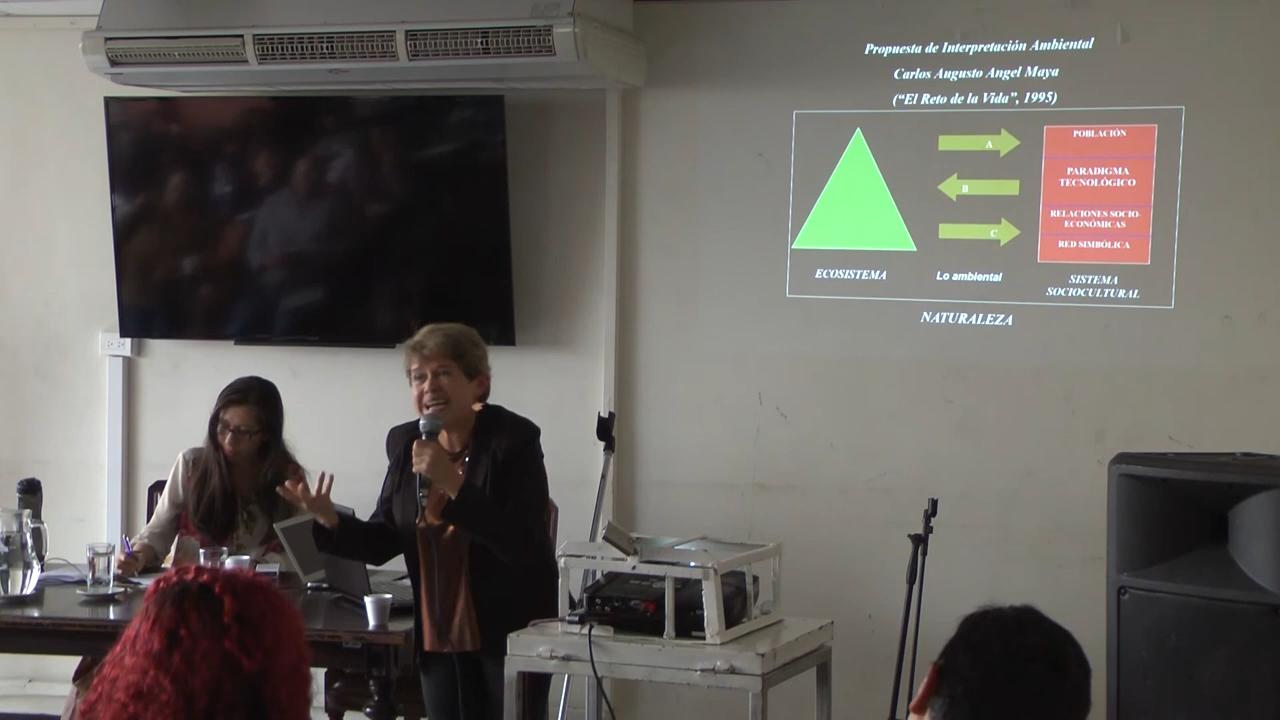 Propuesta de Interpretación Ambiental
Carlos Augusto Angel Maya
(“El Reto de la Vida”, 1995)
A
B
C
POBLACIÓN
PARADIGMA
TECNOLÓGICO
RELACIONES SOCIO-
ECONÓMICAS
RED SIMBÓLICA
ECOSISTEMA
Lo ambiental
SISTEMA
SOCIOCULTURAL
NATURALEZA